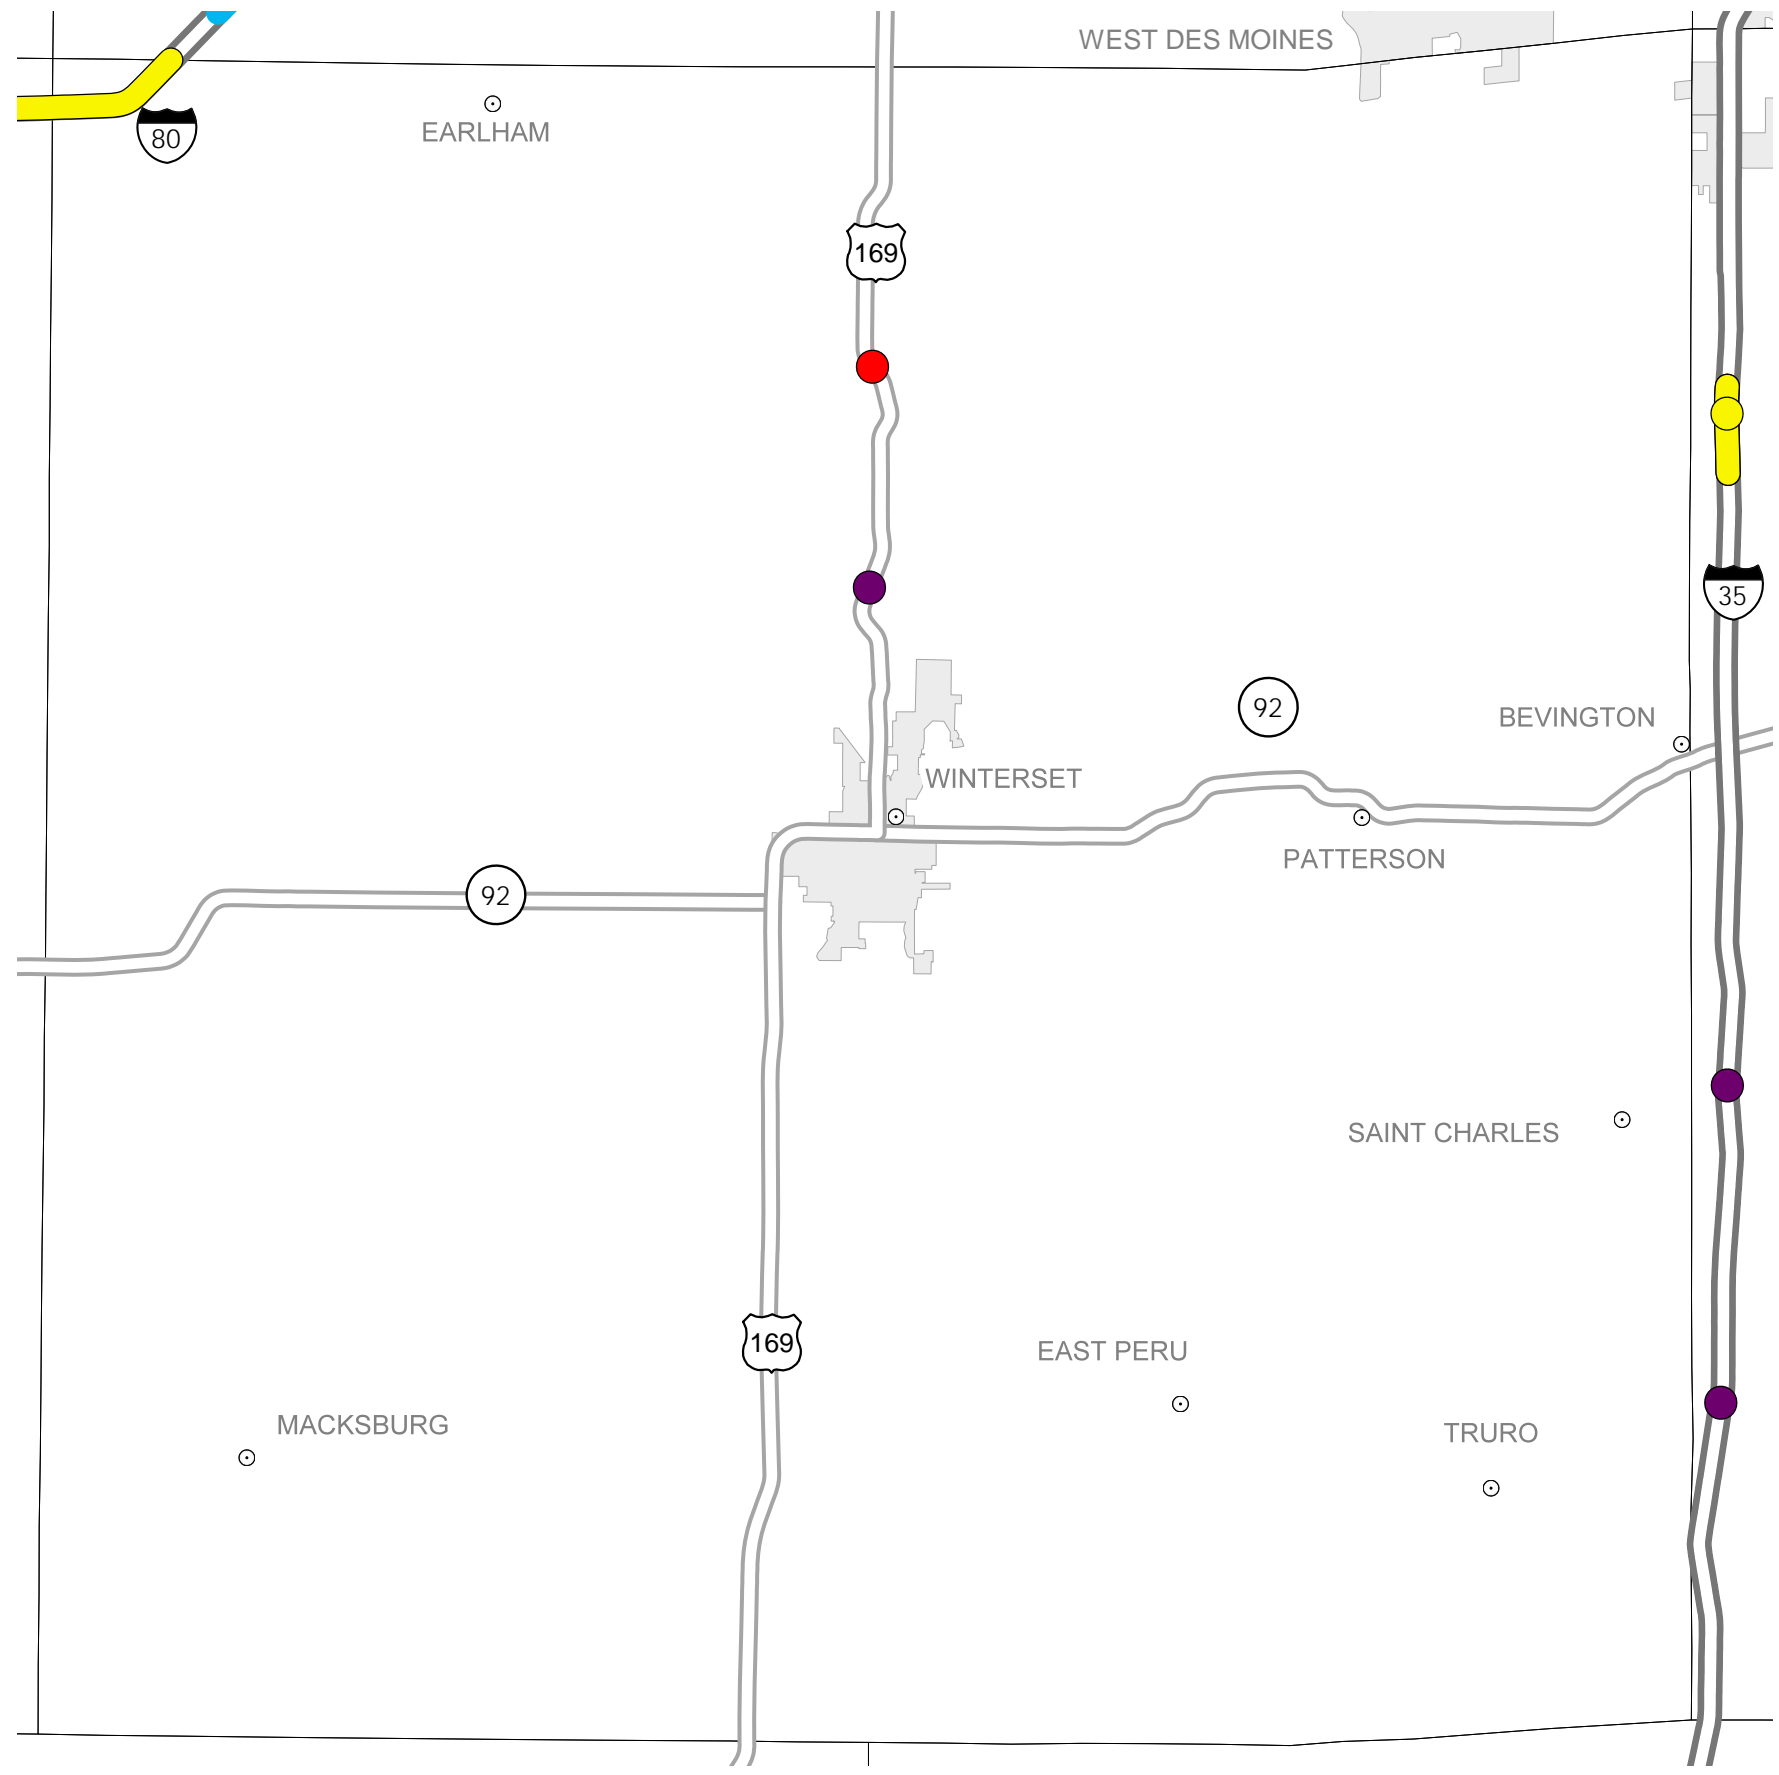 WEST DES MOINES
EARLHAM
80
169
35
92
BEVINGTON
WINTERSET
PATTERSON
92
SAINT CHARLES
169
EAST PERU
MACKSBURG
TRURO